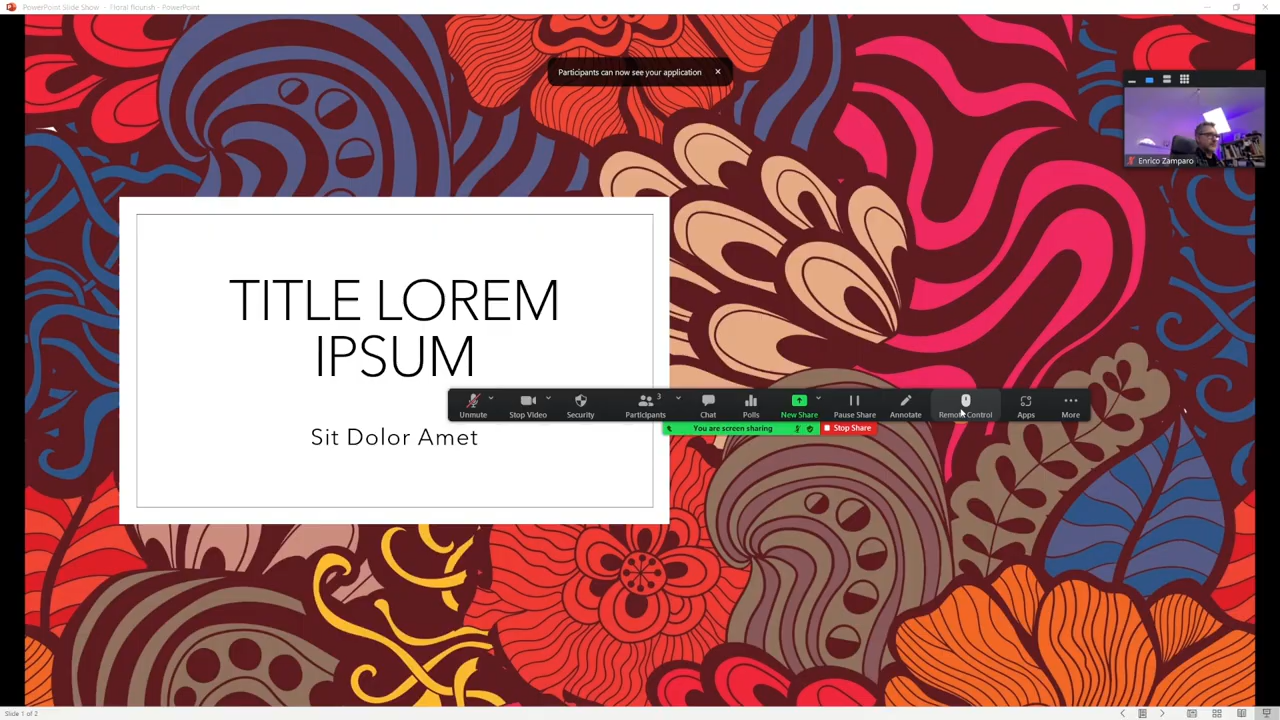 PowerPoint Slide Show - Floral flourish - PowerPoint
Participants can now see your application
Enrico Zamparo
TITLE LOREM
IPSUM
Sit Dolor Amet
Unmute
Stop Video
Security
Participants
3
Chat
Polls
New Share
Pause Share
Annotate
Remote Control
Apps
More
You are screen sharing
Stop Share
Slide 1 of 2